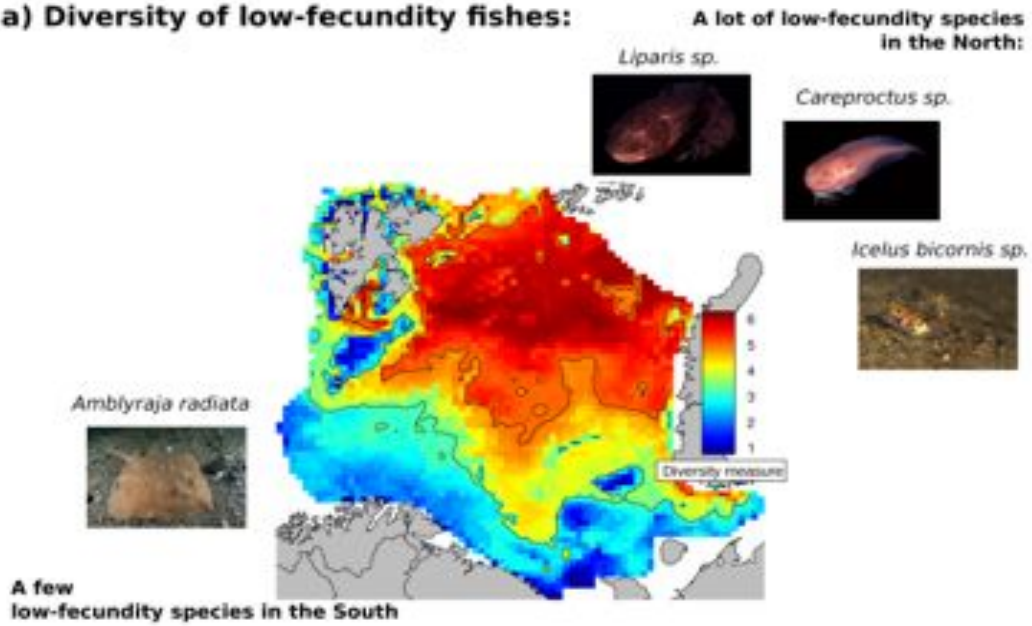 a) Diversity of low-fecundity fishes:
A lot of low-fecundity species
in the North:
Liparis sp.
Careproctus sp.
Icelus bicornis sp.
6
5
4
3
2
1
Diversity measure
Amblyraja radiata
A few
low-fecundity species in the South